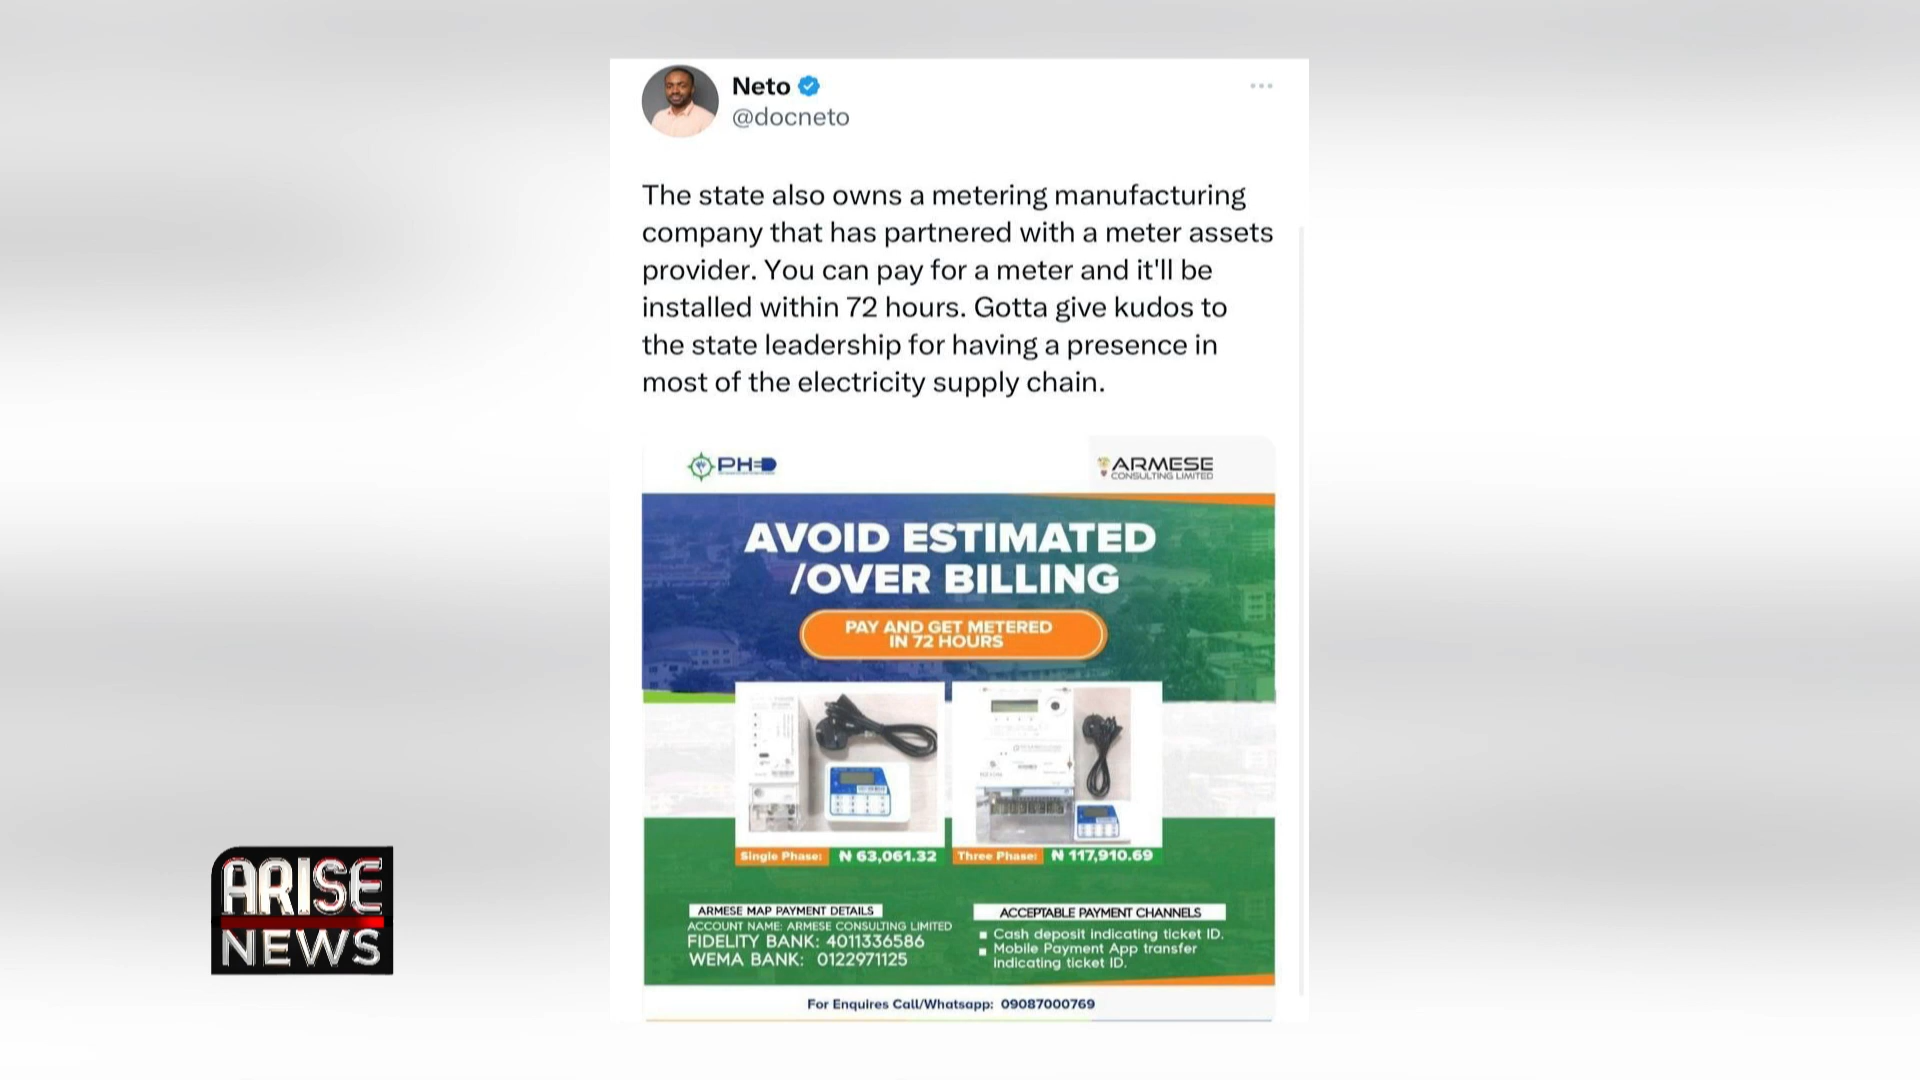 Neto
@docneto
The state also owns a metering manufacturing
company that has partnered with a meter assets
provider. You can pay for a meter and it'll be
installed within 72 hours. Gotta give kudos to
the state leadership for having a presence in
most of the electricity supply chain.
PHED
ARMESE
CONSULTING LIMITED
AVOID ESTIMATED
/OVER BILLING
PAY AND GET METERED
IN 72 HOURS
Single Phase: ₦ 63,061.32
Three Phase: ₦ 117,910.69
ARMESE MAP PAYMENT DETAILS
ACCOUNT NAME: ARMESE CONSULTING LIMITED
FIDELITY BANK: 4011336586
WEMA BANK: 0122971125
ACCEPTABLE PAYMENT CHANNELS
Cash deposit indicating ticket ID.
Mobile Payment App transfer
indicating ticket ID.
For Enquires Call/Whatsapp: 09087000769
ARISE
NEWS